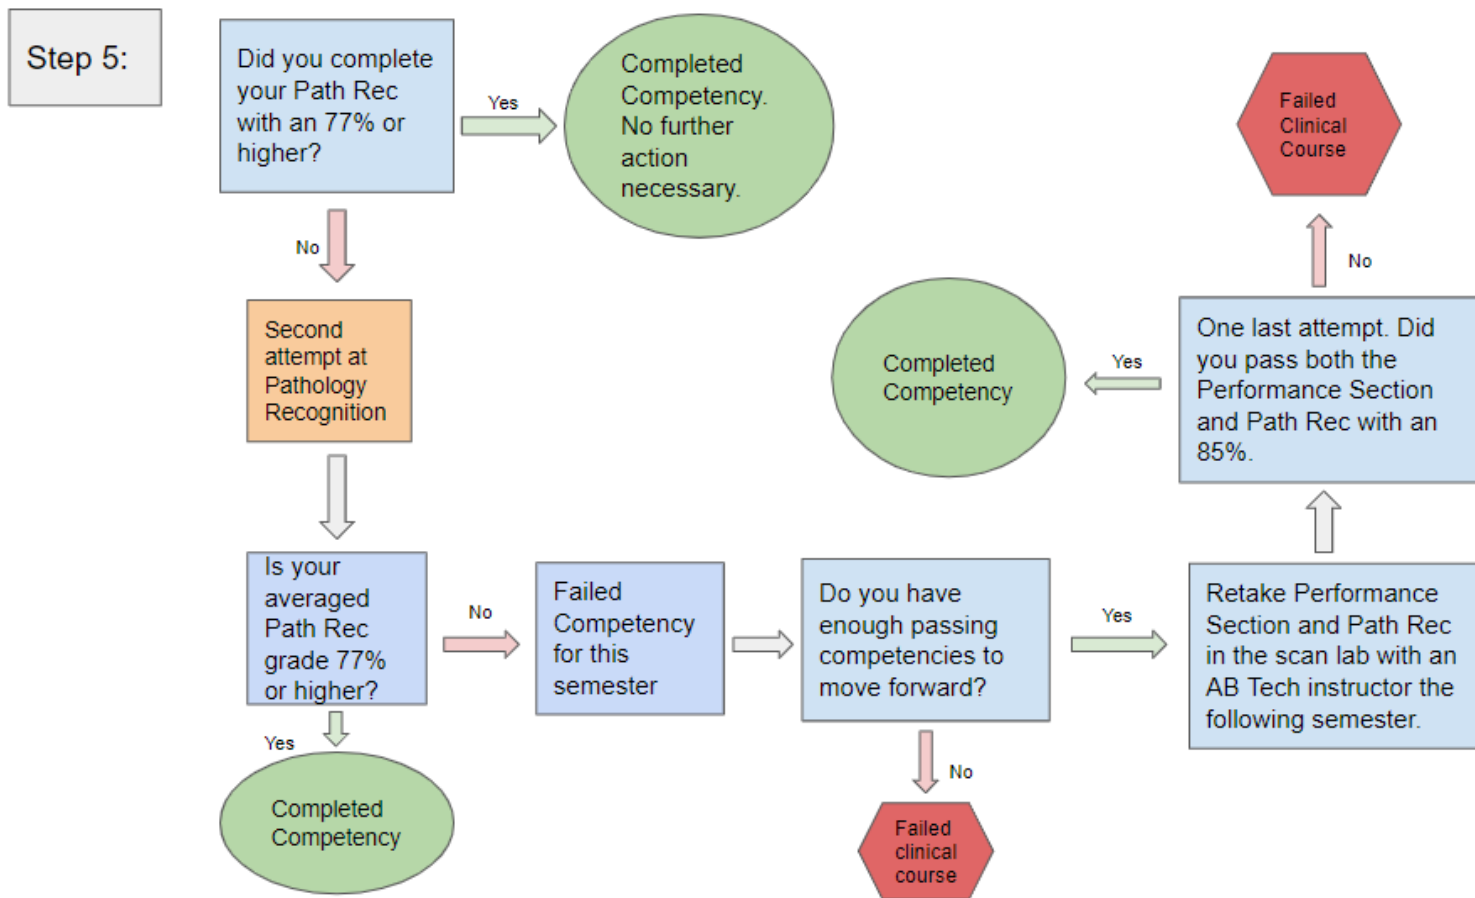 Step 5:
Did you complete
your Path Rec
with an 77% or
higher?
Yes
Completed
Competency.
No further
action
necessary.
No
Second
attempt at
Pathology
Recognition
Is your
averaged
Path Rec
grade 77%
or higher?
Yes
Completed
Competency
No
Failed
Competency
for this
semester
Do you have
enough passing
competencies to
move forward?
No
Failed
clinical
course
Yes
Retake Performance
Section and Path Rec
in the scan lab with an
AB Tech instructor the
following semester.
One last attempt. Did
you pass both the
Performance Section
and Path Rec with an
85%.
Yes
Completed
Competency
No
Failed
Clinical
Course